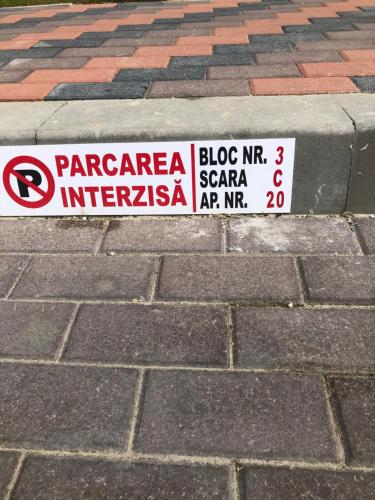 P PARCAREA
INTERZISĂ
BLOC NR. 3
SCARA C
AP. NR. 20